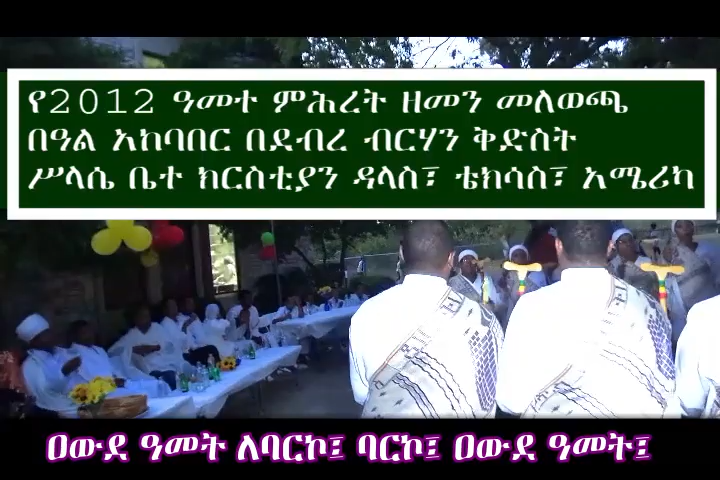 የ2012 ዓመተ ምሕረት ዘመን መለወጫ
በዓል አከባበር በደብረ ብርሃን ቅድስት
ሥላሴ ቤተ ክርስቲያን ዳላስ፣ ቴክሳስ፣ አሜሪካ
ዐውደ ዓመት ለባርኮ፣ ባርኮ፣ ዐውደ ዓመት፣